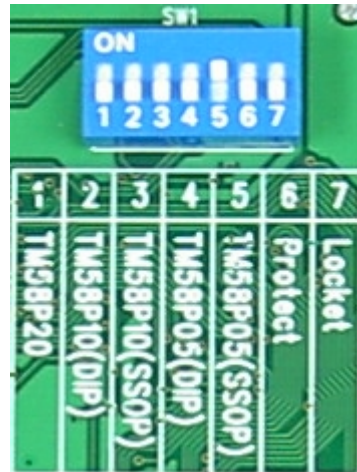 SW1
ON
1 2 3 4 5 6 7
1 2 3 4 5 6 7
TM58P20
TM58P10(DIP)
TM58P10(SSOP)
TM58P05(DIP)
TM58P05(SSOP)
Protect
Locket